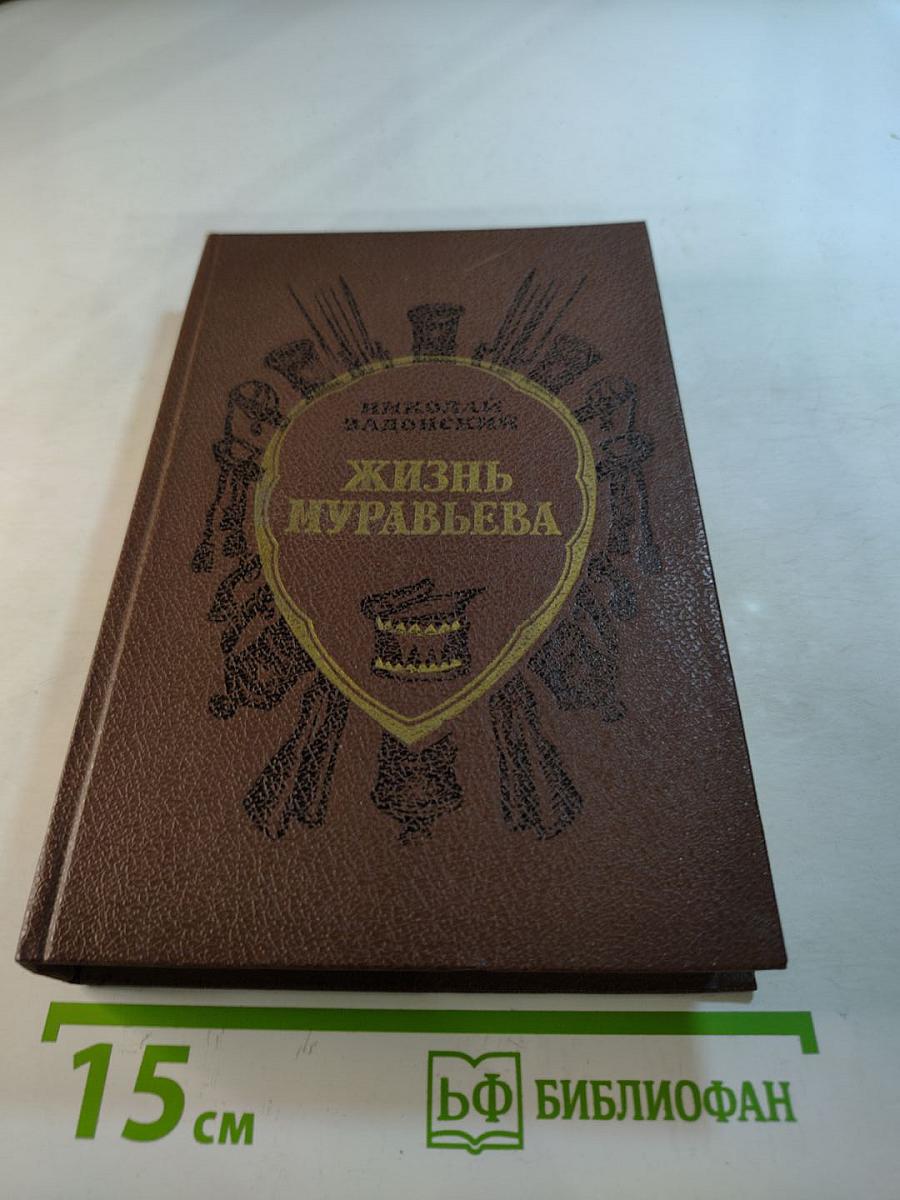 НИКОЛАЙ
ЗАДОНСКИЙ
ЖИЗНЬ
МУРАВЬЕВА
15 см
ЬФ БИБЛИОФАН